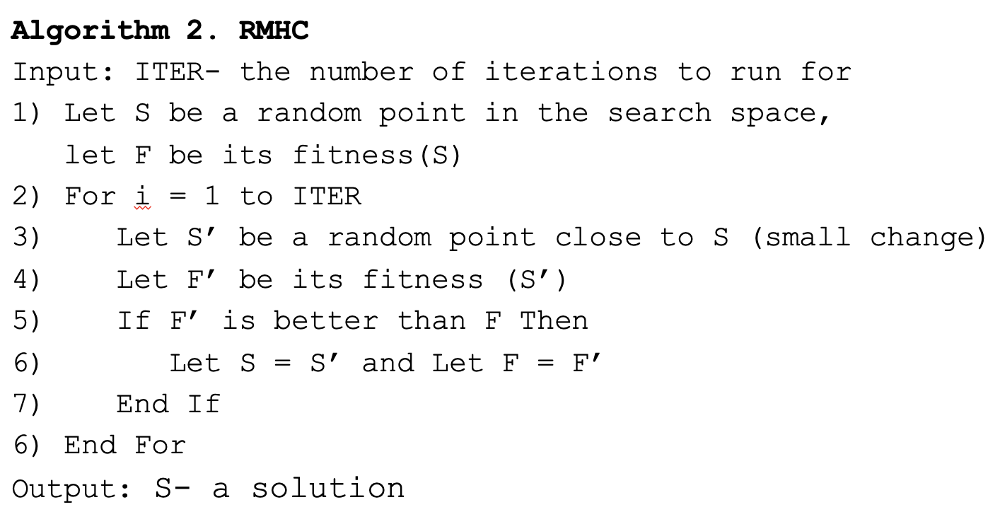 Algorithm 2. RMHC
Input: ITER- the number of iterations to run for
1) Let S be a random point in the search space,
let F be its fitness(S)
2) For i = 1 to ITER
3) Let S′ be a random point close to S (small change)
4) Let F′ be its fitness (S′)
5) If F′ is better than F Then
6) Let S = S′ and Let F = F′
7) End If
6) End For
Output: S- a solution